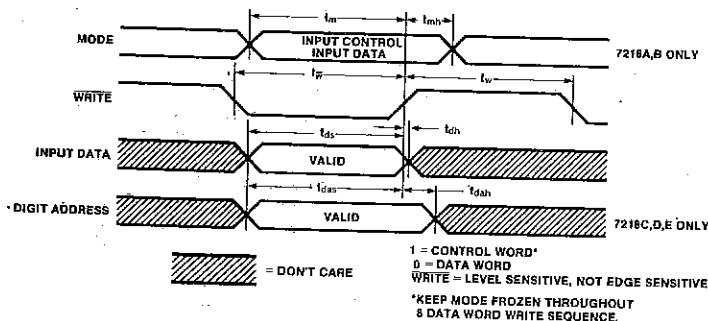 tm
tmh
MODE
INPUT CONTROL
INPUT DATA
7218A,B ONLY
tw
tw
WRITE
tds
tdh
INPUT DATA
VALID
tdas
tdah
DIGIT ADDRESS
VALID
7218C,D,E ONLY
= DON'T CARE
1 = CONTROL WORD*
0 = DATA WORD
WRITE = LEVEL SENSITIVE, NOT EDGE SENSITIVE
*KEEP MODE FROZEN THROUGHOUT
8 DATA WORD WRITE SEQUENCE.